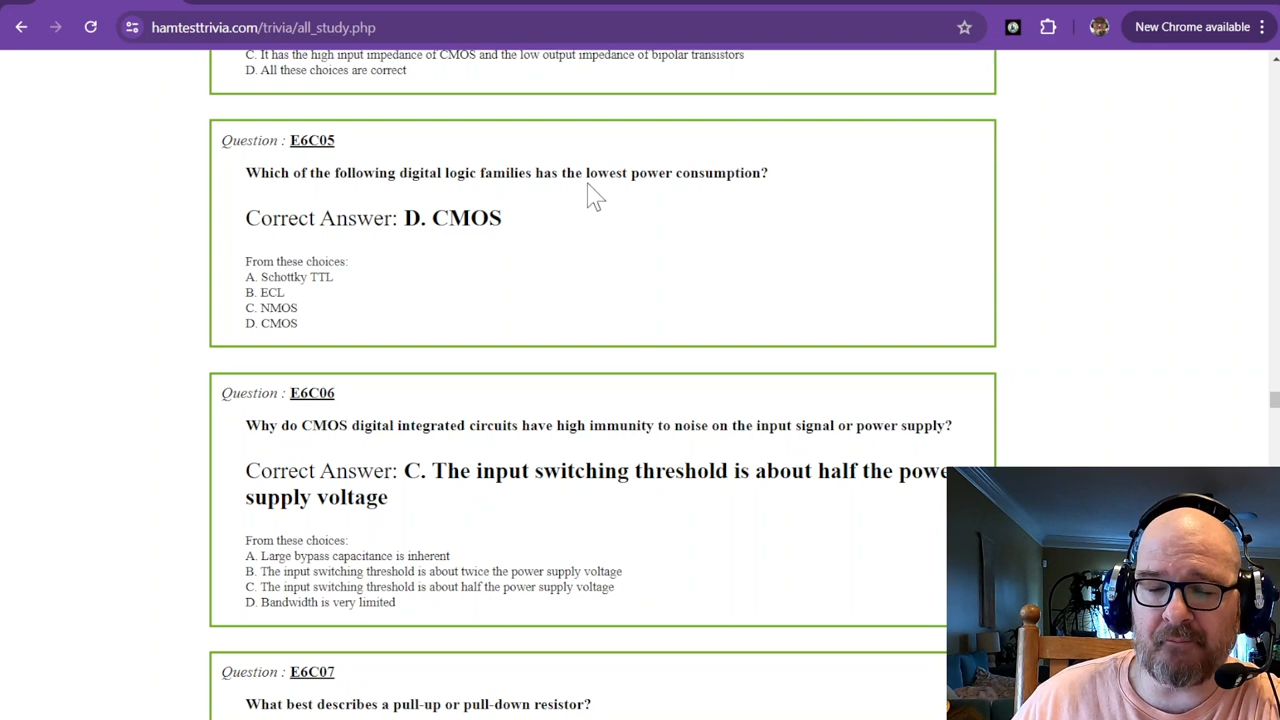 hamtesttrivia.com/trivia/all_study.php
New Chrome available
C. It has the high input impedance of CMOS and the low output impedance of bipolar transistors
D. All these choices are correct
Question : E6C05
Which of the following digital logic families has the lowest power consumption?
Correct Answer: D. CMOS
From these choices:
A. Schottky TTL
B. ECL
C. NMOS
D. CMOS
Question : E6C06
Why do CMOS digital integrated circuits have high immunity to noise on the input signal or power supply?
Correct Answer: C. The input switching threshold is about half the powe
supply voltage
From these choices:
A. Large bypass capacitance is inherent
B. The input switching threshold is about twice the power supply voltage
C. The input switching threshold is about half the power supply voltage
D. Bandwidth is very limited
Question : E6C07
What best describes a pull-up or pull-down resistor?